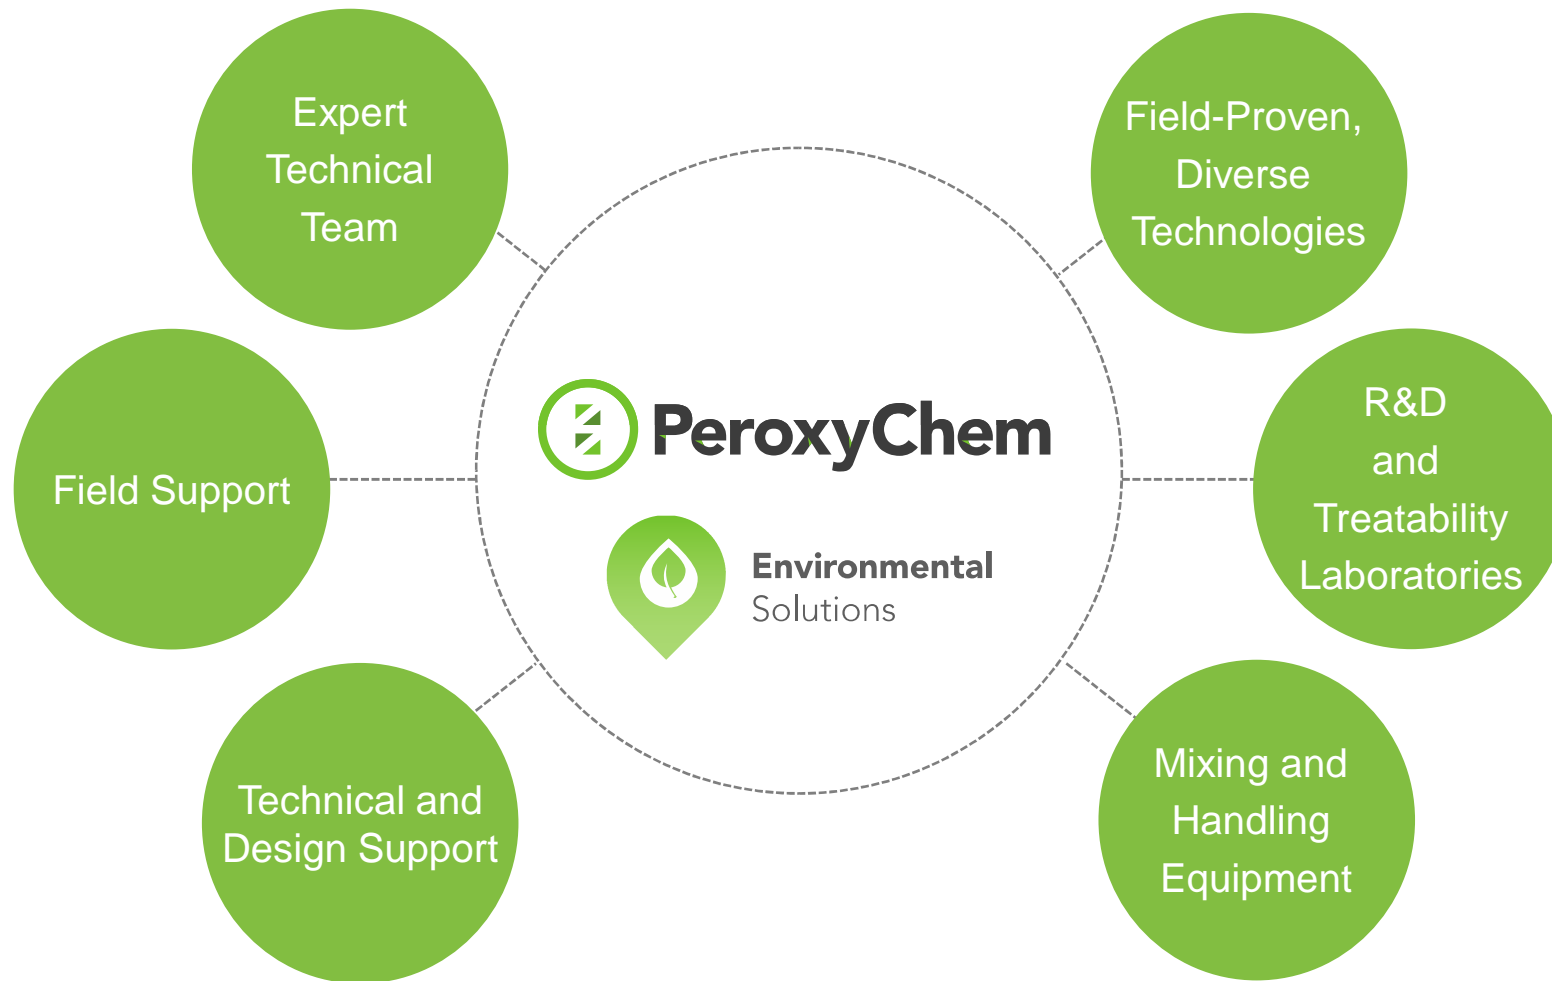 Expert
Technical
Team
Field-Proven,
Diverse
Technologies
Field Support
PeroxyChem
Environmental
Solutions
R&D
and
Treatability
Laboratories
Technical and
Design Support
Mixing and
Handling
Equipment